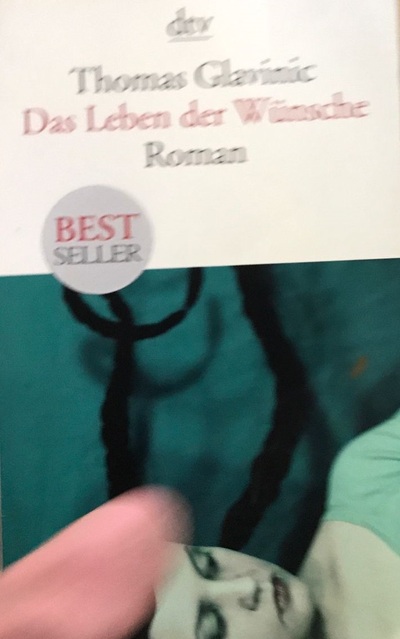 dtv
Thomas Glavinic
Das Leben der Wünsche
Roman
BEST
SELLER